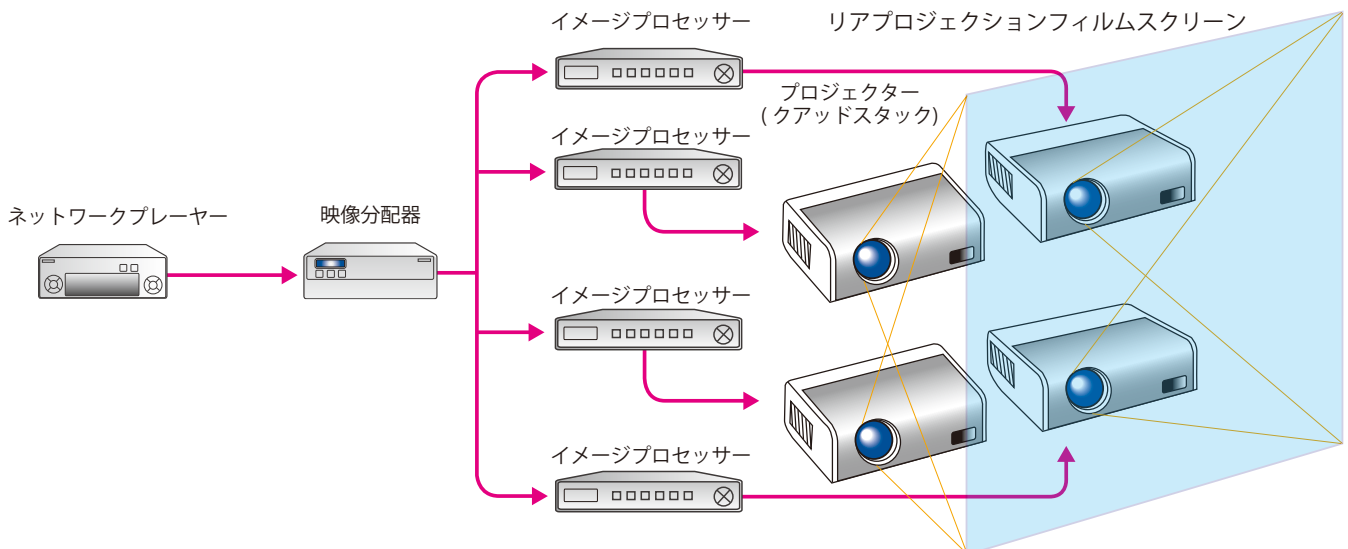 イメージプロセッサー
リアプロジェクションフィルムスクリーン
プロジェクター
( クアッドスタック)
イメージプロセッサー
ネットワークプレーヤー
映像分配器
イメージプロセッサー
イメージプロセッサー